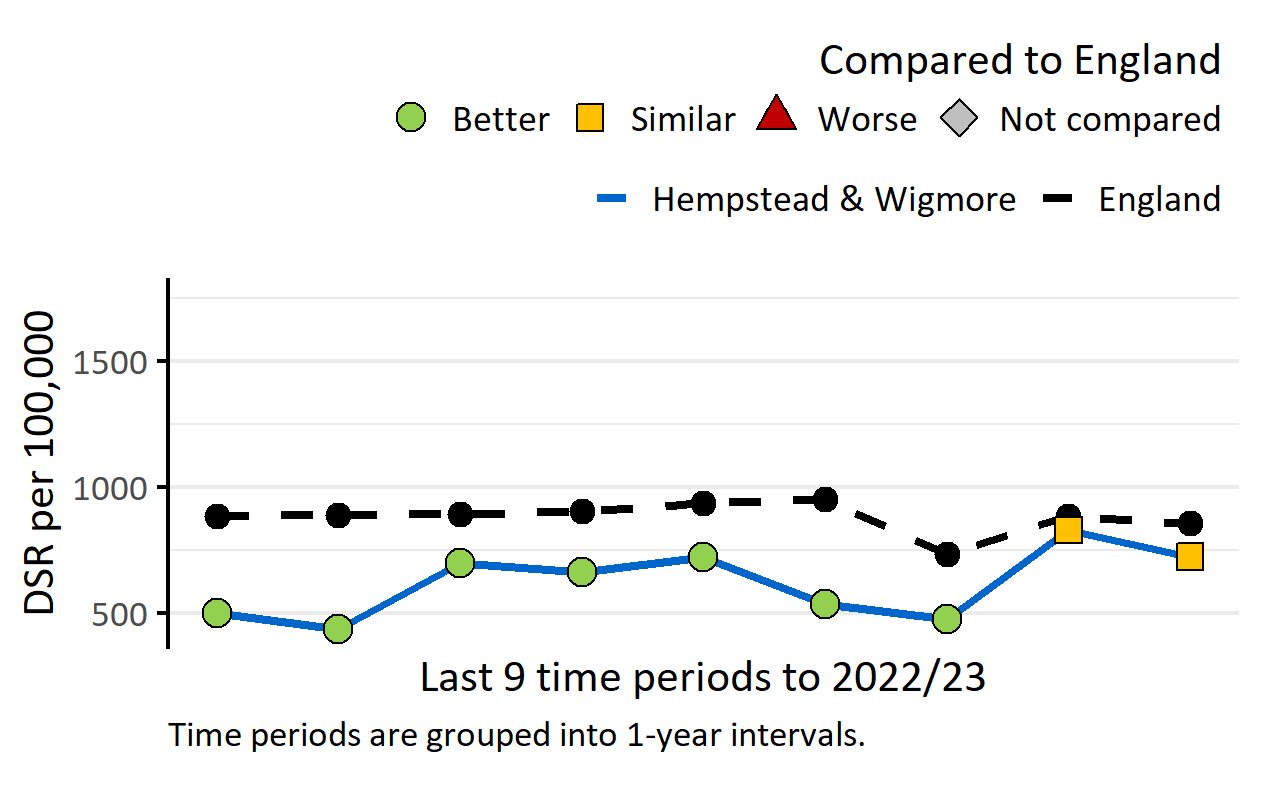 Compared to England
Better Similar Worse Not compared
Hempstead & Wigmore England
DSR per 100,000
1500
1000
500
Last 9 time periods to 2022/23
Time periods are grouped into 1-year intervals.